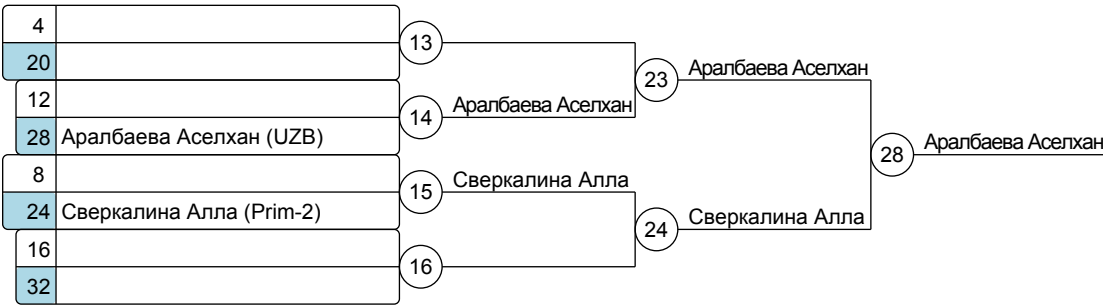 4
13
20
23 Аралбаева Аселхан
12
14 Аралбаева Аселхан
28 Аралбаева Аселхан (UZB)
28 Аралбаева Аселхан
8
15 Сверкалина Алла
24 Сверкалина Алла (Prim-2)
24 Сверкалина Алла
16
16
32